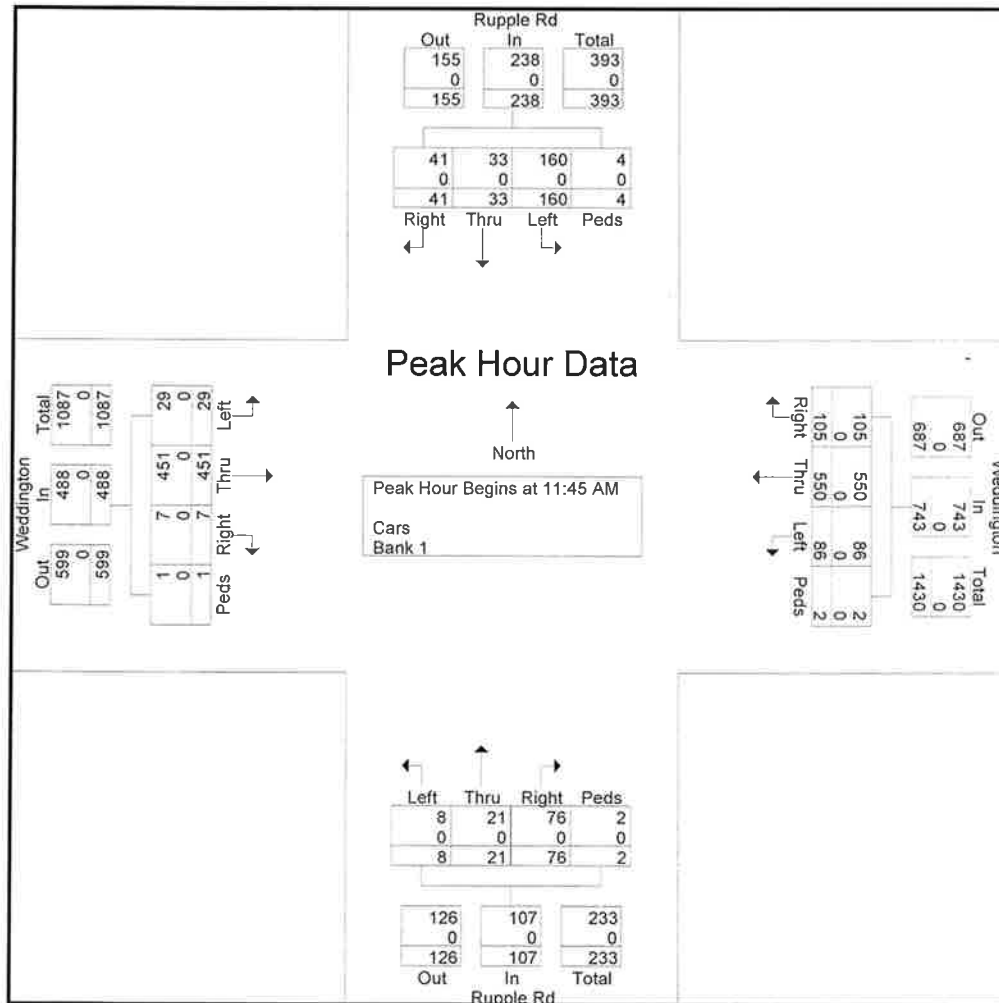 Rupple Rd
Out In Total
155 238 393
0 0 0
155 238 393
41 33 160 4
0 0 0 0
41 33 160 4
Right Thru Left Peds
Peak Hour Data
North
Peak Hour Begins at 11:45 AM
Cars
Bank 1
Weddington
Total In Out
1087 488 599
0 0 0
1087 488 599
29 451 7 1
0 0 0 0
29 451 7 1
Left Thru Right Peds
Weddington
Out In Total
687 743 1430
0 0 0
687 743 1430
105 550 86 2
0 0 0 0
105 550 86 2
Right Thru Left Peds
Left Thru Right Peds
8 21 76 2
0 0 0 0
8 21 76 2
126 107 233
0 0 0
126 107 233
Out In Total
Rupple Rd